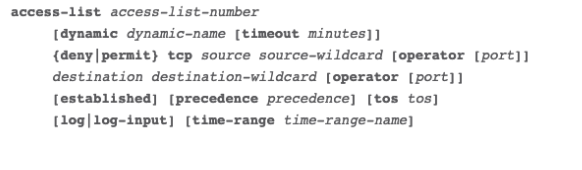 access-list access-list-number
[dynamic dynamic-name [timeout minutes]]
{deny|permit} tcp source source-wildcard [operator [port]]
destination destination-wildcard [operator [port]]
[established] [precedence precedence] [tos tos]
[log|log-input] [time-range time-range-name]